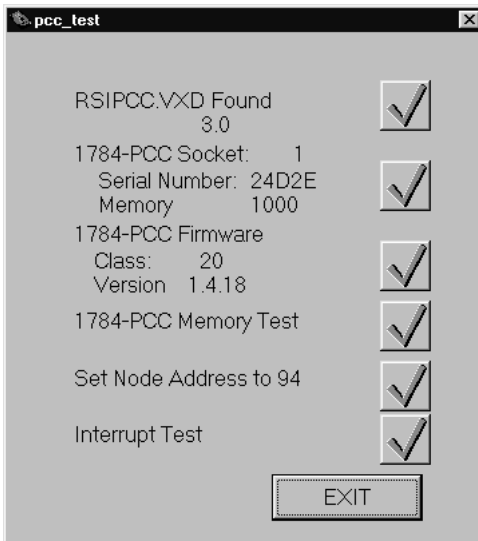 pcc_test
RSIPCC.VXD Found
3.0
1784-PCC Socket: 1
Serial Number: 24D2E
Memory 1000
1784-PCC Firmware
Class: 20
Version 1.4.18
1784-PCC Memory Test
Set Node Address to 94
Interrupt Test
EXIT